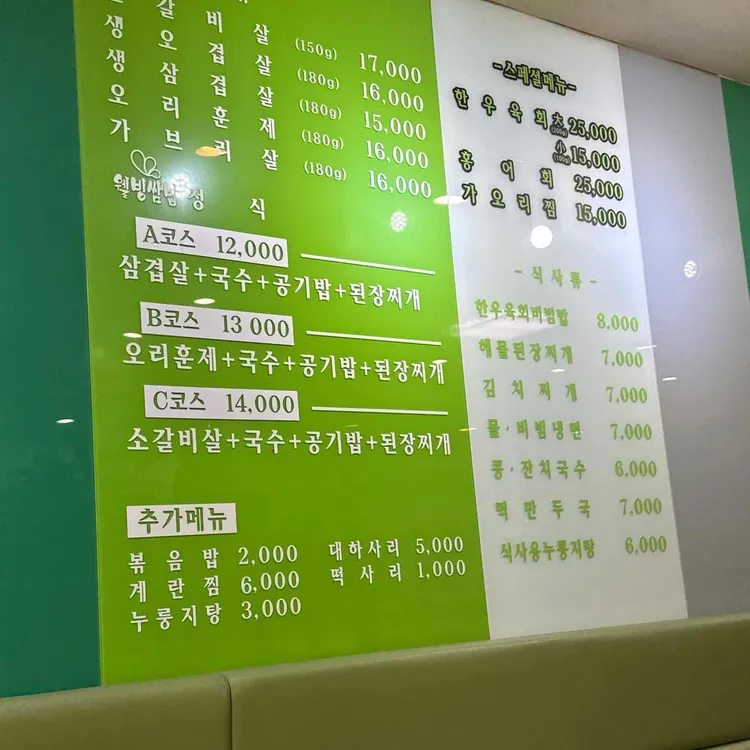 갈 비 살 (150g) 17,000
생 오 겹 살 (180g) 16,000
생 삼 겹 살 (180g) 15,000
오 리 훈 제 (180g) 16,000
가 브 리 살 (180g) 16,000
웰빙쌈밥 정 식
A코스 12,000
삼겹살+국수+공기밥+된장찌개
B코스 13 000
오리훈제+국수+공기밥+된장찌개
C코스 14,000
소갈비살+국수+공기밥+된장찌개
추가메뉴
볶음밥 2,000
계란찜 6,000
누룽지탕 3,000
대하사리 5,000
떡사리 1,000
-스페셜메뉴-
한우육회 大(200g) 25,000
小(100g) 15,000
홍어회 25,000
가오리찜 15,000
- 식사류 -
한우육회비빔밥 8,000
해물된장찌개 7,000
김치찌개 7,000
물·비빔냉면 7,000
콩·잔치국수 6,000
떡만두국 7,000
식사용누룽지탕 6,000